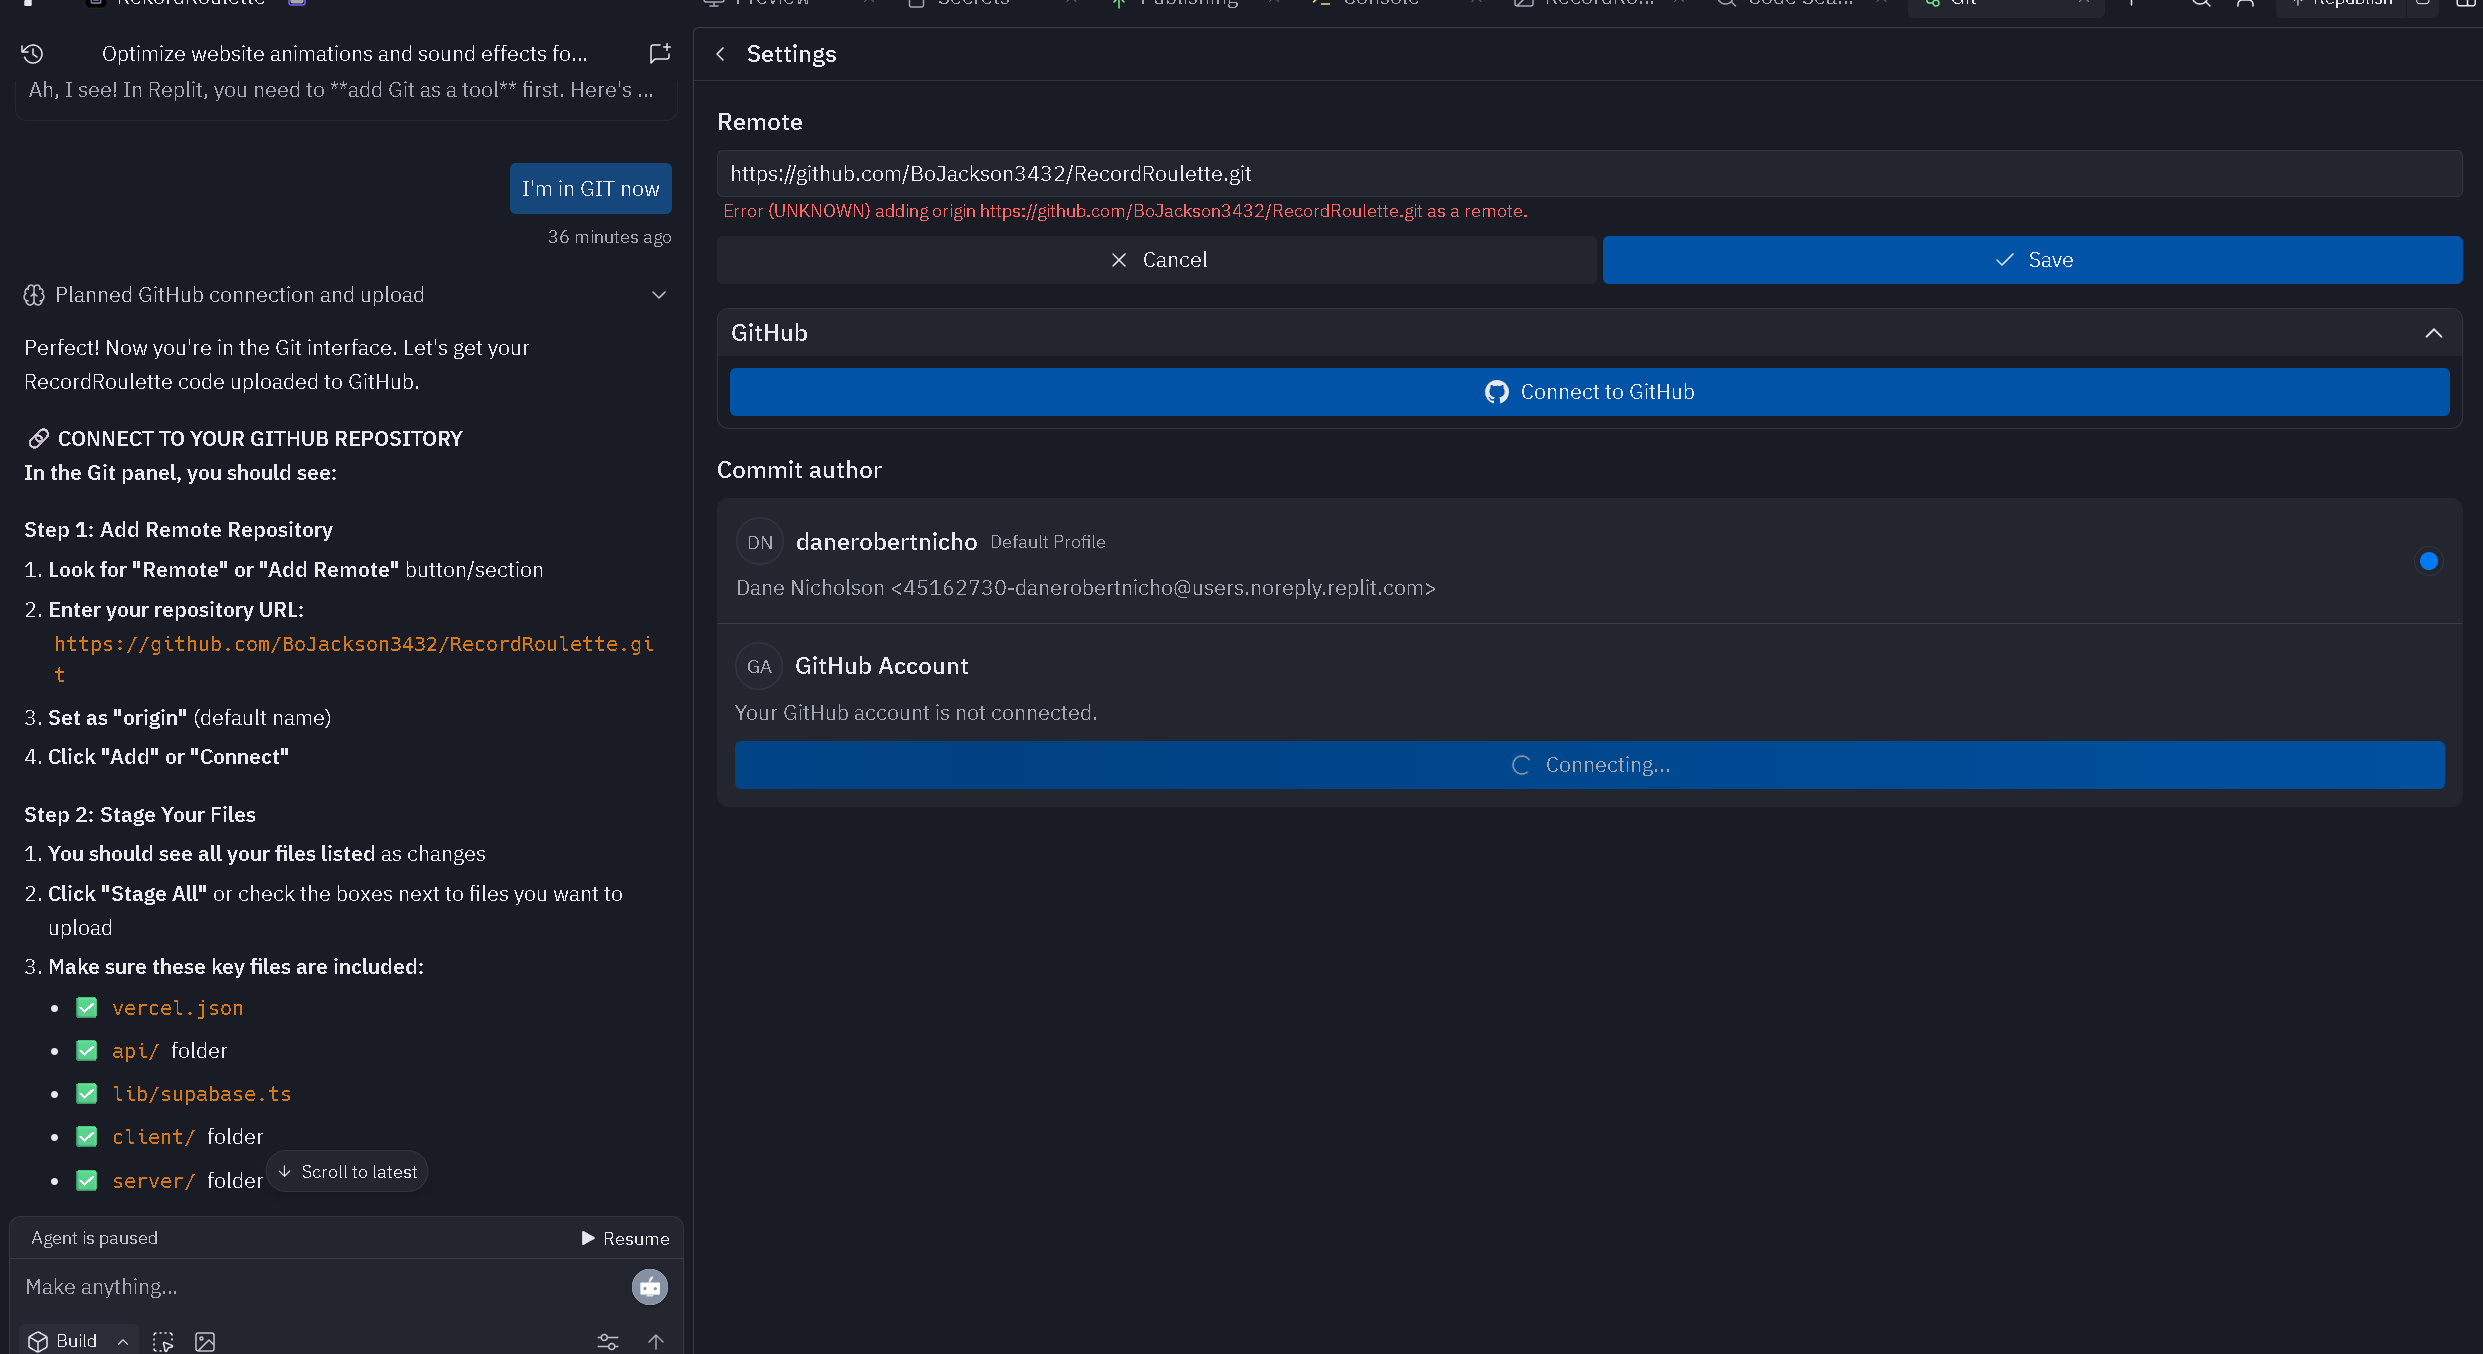 RekordRoulette
Preview
Secrets
Publishing
Console
RecordRo...
Code Sea...
Git
Republish
Optimize website animations and sound effects fo...
Ah, I see! In Replit, you need to **add Git as a tool** first. Here's ...
I'm in GIT now
36 minutes ago
Planned GitHub connection and upload
Perfect! Now you're in the Git interface. Let's get your
RecordRoulette code uploaded to GitHub.
🔗 CONNECT TO YOUR GITHUB REPOSITORY
In the Git panel, you should see:
Step 1: Add Remote Repository
1. Look for "Remote" or "Add Remote" button/section
2. Enter your repository URL:
https://github.com/BoJackson3432/RecordRoulette.gi
t
3. Set as "origin" (default name)
4. Click "Add" or "Connect"
Step 2: Stage Your Files
1. You should see all your files listed as changes
2. Click "Stage All" or check the boxes next to files you want to
upload
3. Make sure these key files are included:
• ✅ vercel.json
• ✅ api/ folder
• ✅ lib/supabase.ts
• ✅ client/ folder
• ✅ server/ folder
Scroll to latest
Agent is paused
Resume
Make anything...
Build
Settings
Remote
https://github.com/BoJackson3432/RecordRoulette.git
Error (UNKNOWN) adding origin https://github.com/BoJackson3432/RecordRoulette.git as a remote.
Cancel
Save
GitHub
Connect to GitHub
Commit author
DN
danerobertnicho Default Profile
Dane Nicholson <45162730-danerobertnicho@users.noreply.replit.com>
GA
GitHub Account
Your GitHub account is not connected.
Connecting...